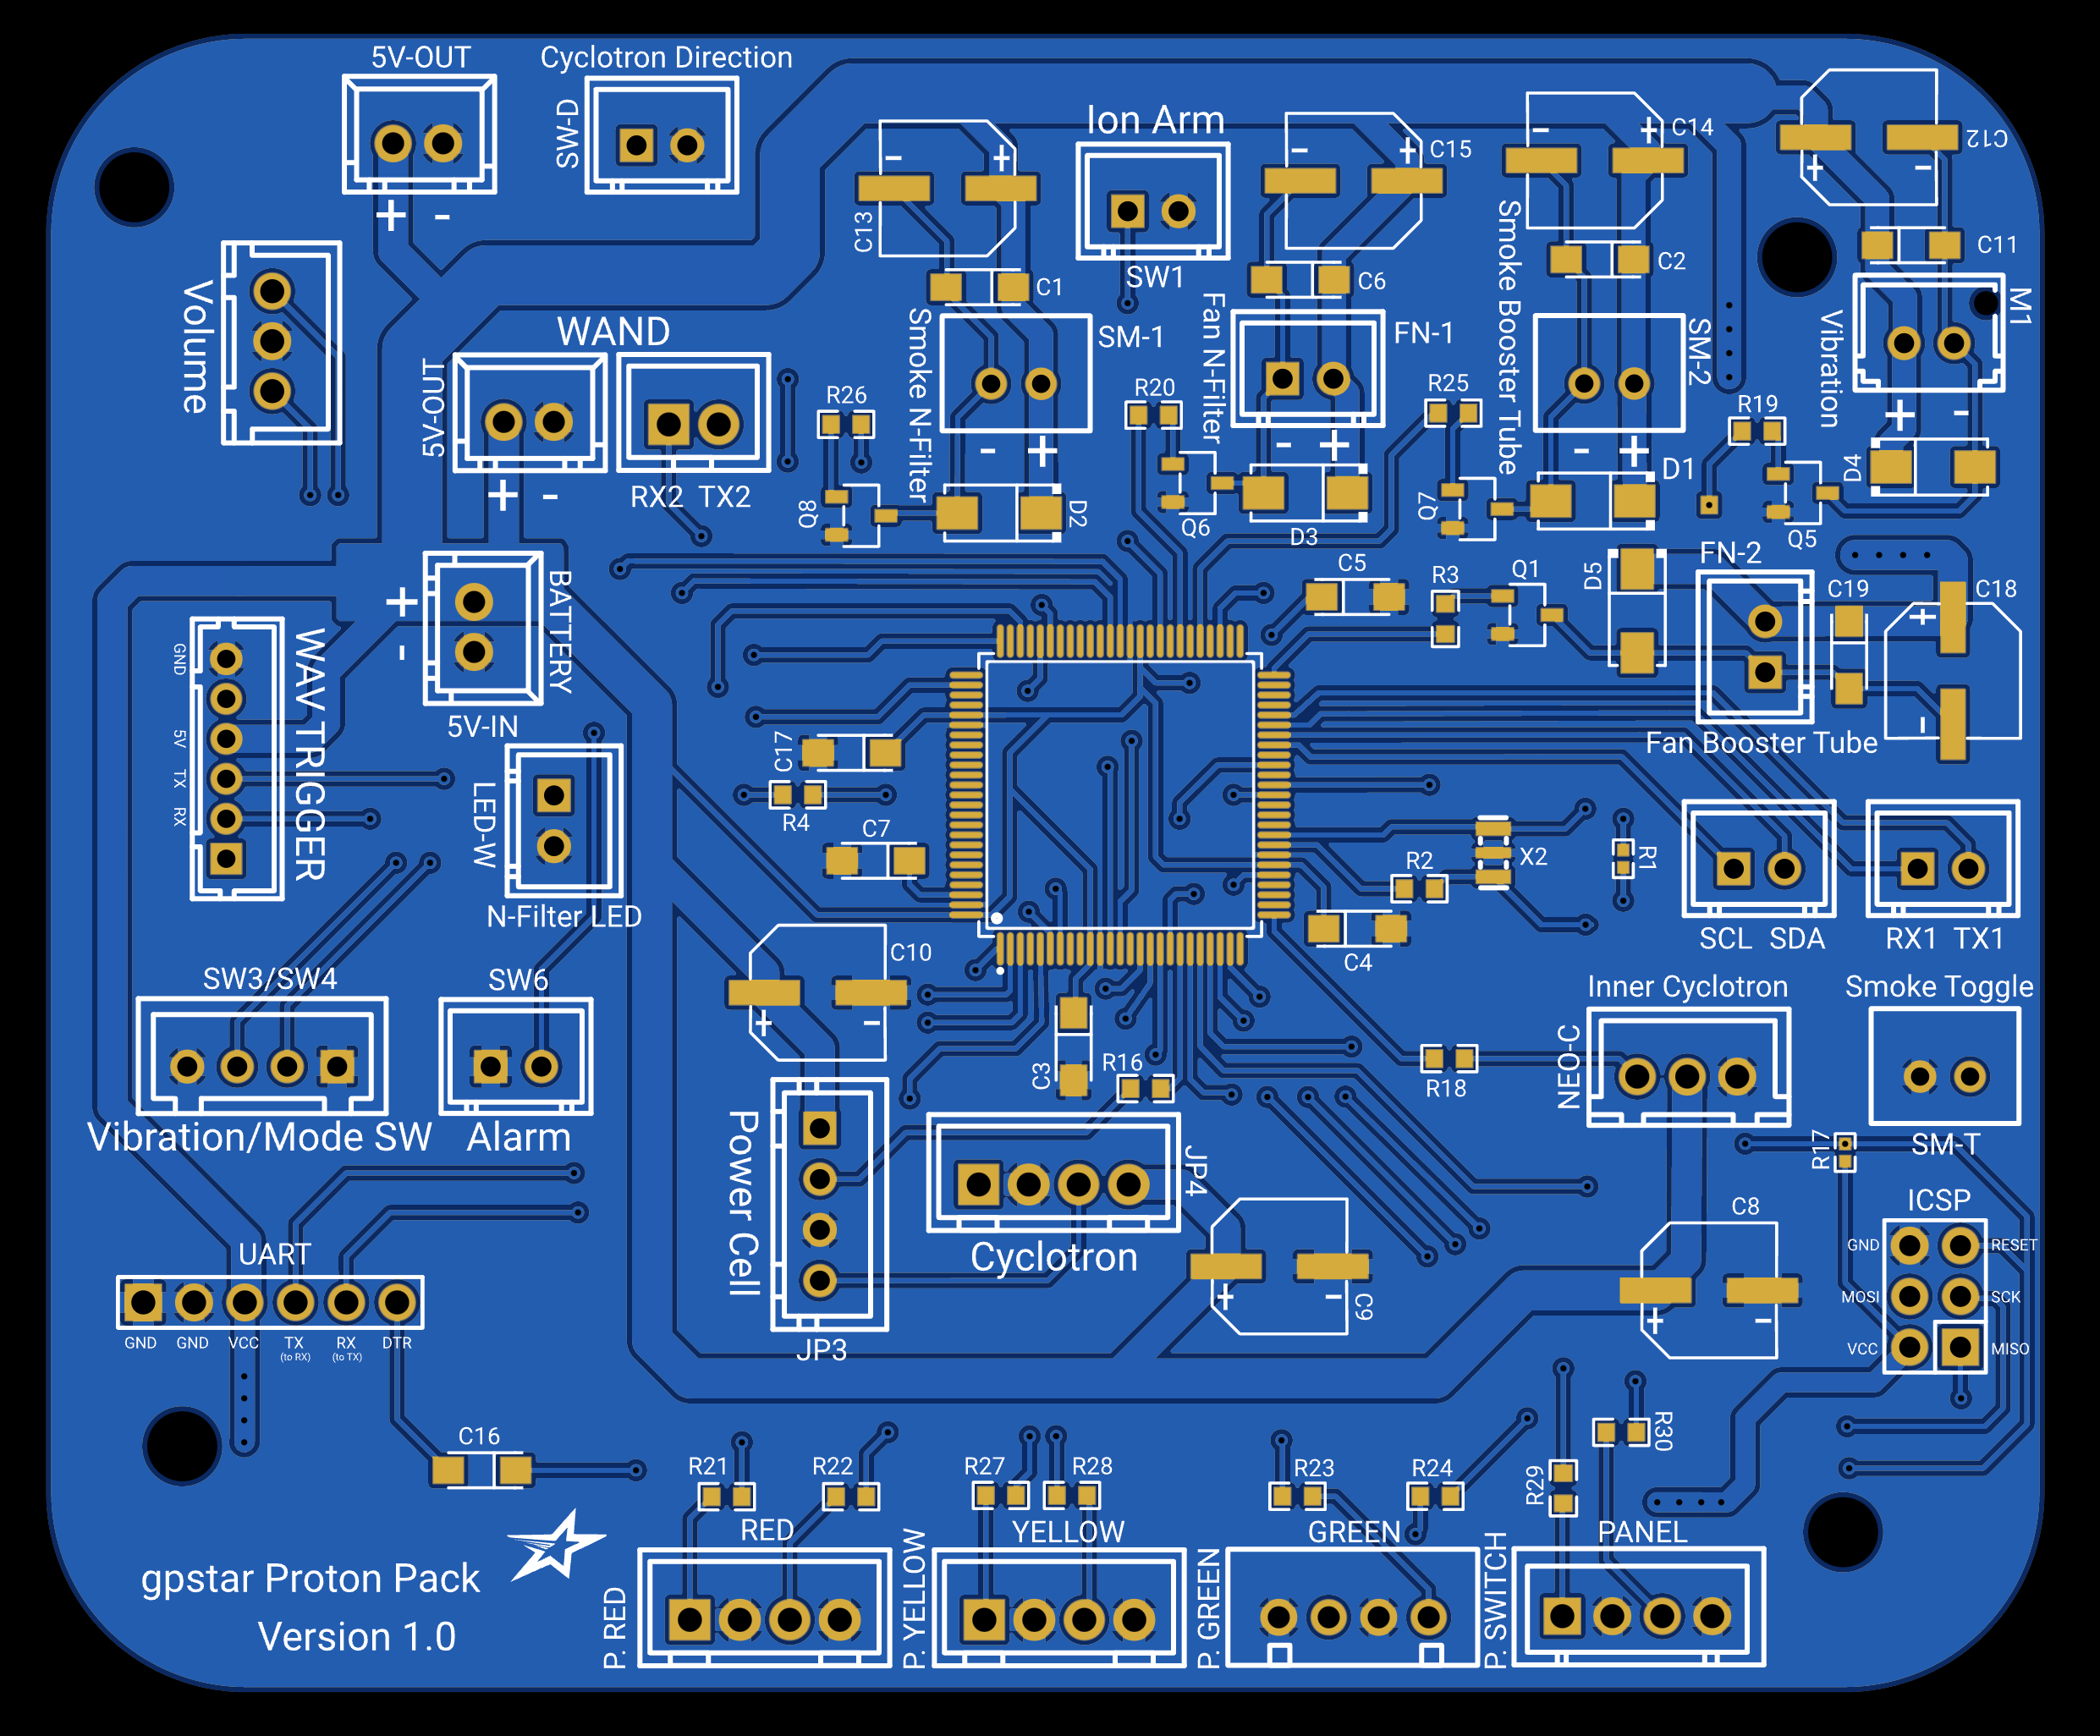 5V-OUT
Cyclotron Direction
SW-D
+ -
C13
- +
Ion Arm
SW1
C15
- +
C14
- +
C12
+ -
C11
C1
C6
C2
Volume
WAND
5V-OUT
RX2 TX2
+ -
Smoke N-Filter
SM-1
- +
Fan N-Filter
FN-1
- +
Smoke Booster Tube
SM-2
- +
Vibration
M1
+ -
R26
Q8
D2
R20
Q6
D3
R25
Q7
D1
R19
Q5
D4
BATTERY
+
-
5V-IN
C5
R3
Q1
D5
FN-2
Fan Booster Tube
C19
C18
+
-
WAV TRIGGER
GND
5V
TX
RX
LED-W
N-Filter LED
C17
R4
C7
X2
R2
R1
C4
SCL SDA
RX1 TX1
SW3/SW4
Vibration/Mode SW
SW6
Alarm
C10
+ -
C3
R16
R18
Inner Cyclotron
NEO-C
Smoke Toggle
SM-T
R17
Power Cell
JP3
JP4
Cyclotron
C9
+ -
C8
+ -
ICSP
GND RESET
MOSI SCK
VCC MISO
UART
GND GND VCC TX RX DTR
(to RX) (to TX)
C16
R21
R22
R27
R28
R23
R24
R29
R30
RED
P. RED
YELLOW
P. YELLOW
GREEN
P. GREEN
PANEL
P. SWITCH
gpstar Proton Pack
Version 1.0